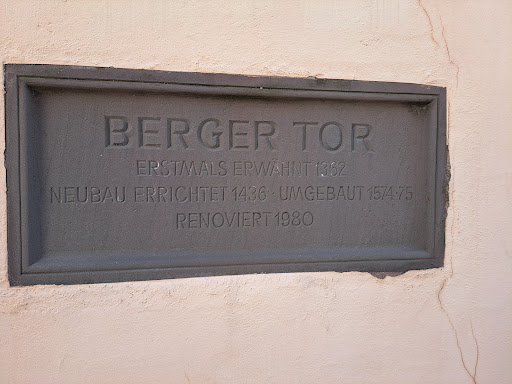 BERGER TOR
ERSTMALS ERWÄHNT 1362
NEUBAU ERRICHTET 1436 · UMGEBAUT 1574-75
RENOVIERT 1980